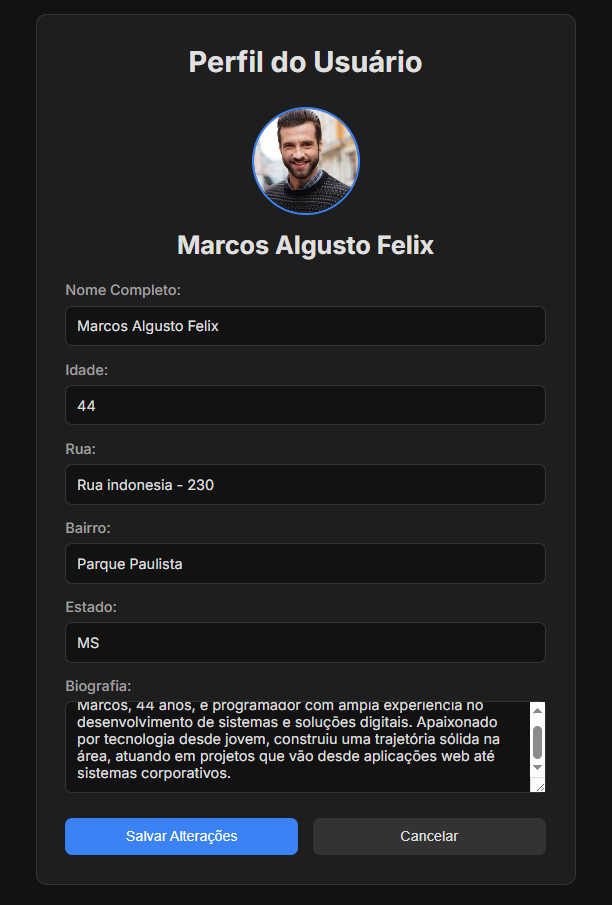 Perfil do Usuário
Marcos Algusto Felix
Nome Completo:
Marcos Algusto Felix
Idade:
44
Rua:
Rua indonesia - 230
Bairro:
Parque Paulista
Estado:
MS
Biografia:
Marcos, 44 anos, é programador com ampla experiência no
desenvolvimento de sistemas e soluções digitais. Apaixonado
por tecnologia desde jovem, construiu uma trajetória sólida na
área, atuando em projetos que vão desde aplicações web até
sistemas corporativos.
Salvar Alterações
Cancelar